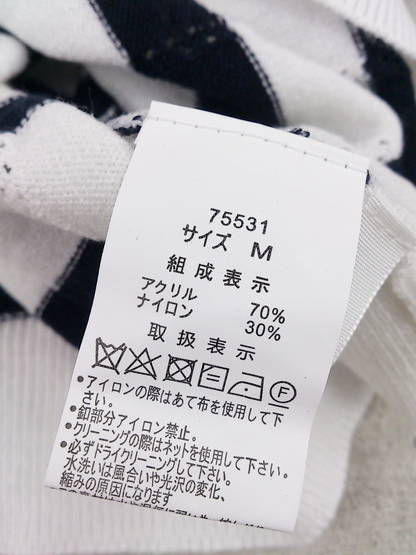 75531
サイズ M
組成表示
アクリル 70%
ナイロン 30%
取扱表示
F
•アイロンの際はあて布を使用して下
さい。
•釦部分アイロン禁止。
•クリーニングの際はネットを使用して下さい。
•必ずドライクリーニングして下さい。
水洗いは風合いや光沢の変化、
縮みの原因になります